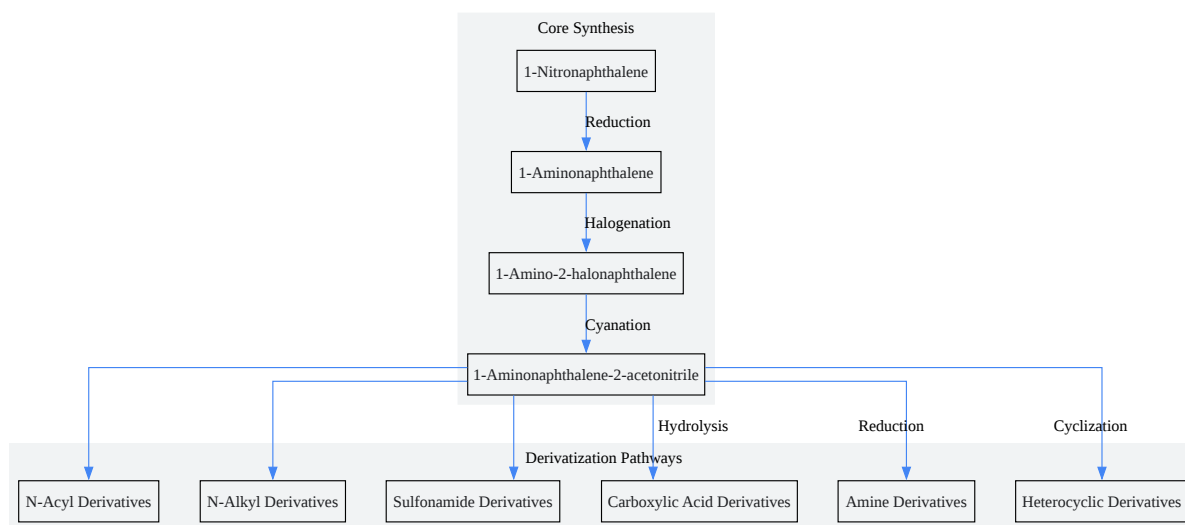 Core Synthesis
1-Nitronaphthalene
Reduction
1-Aminonaphthalene
Halogenation
1-Amino-2-halonaphthalene
Cyanation
1-Aminonaphthalene-2-acetonitrile
Hydrolysis
Reduction
Cyclization
Derivatization Pathways
N-Acyl Derivatives
N-Alkyl Derivatives
Sulfonamide Derivatives
Carboxylic Acid Derivatives
Amine Derivatives
Heterocyclic Derivatives